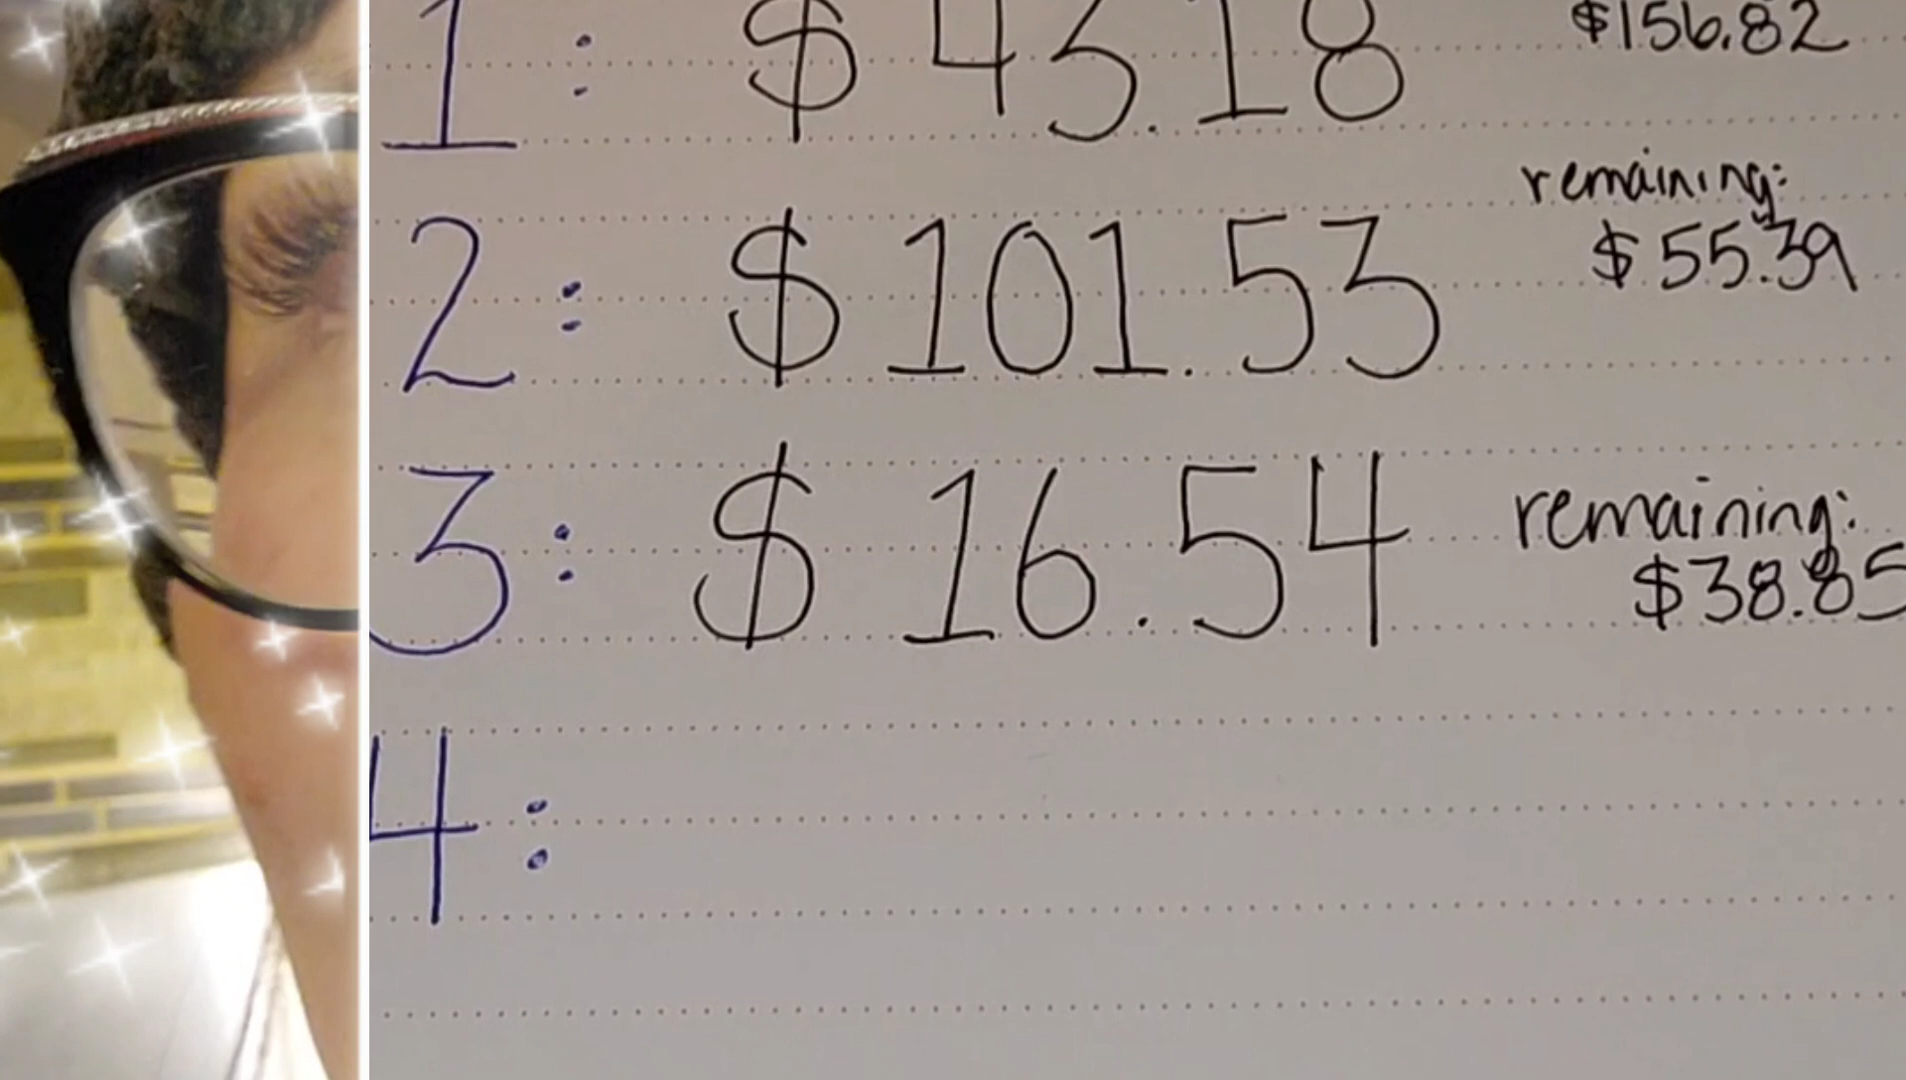 1: $ 43.18 $156.82
remaining:
2: $ 101.53 $55.39
3: $ 16.54 remaining:
$38.85
4: